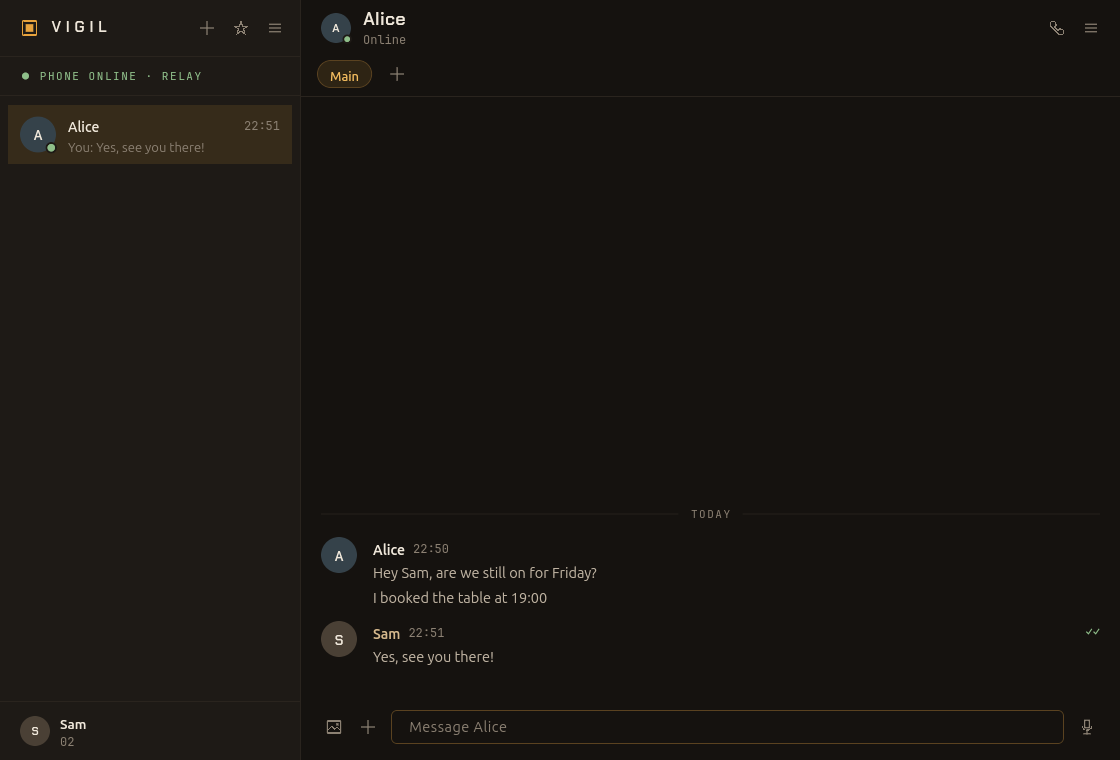 VIGIL
PHONE ONLINE · RELAY
A
Alice
22:51
You: Yes, see you there!
S
Sam
02
A
Alice
Online
Main
TODAY
A
Alice 22:50
Hey Sam, are we still on for Friday?
I booked the table at 19:00
S
Sam 22:51
Yes, see you there!
Message Alice